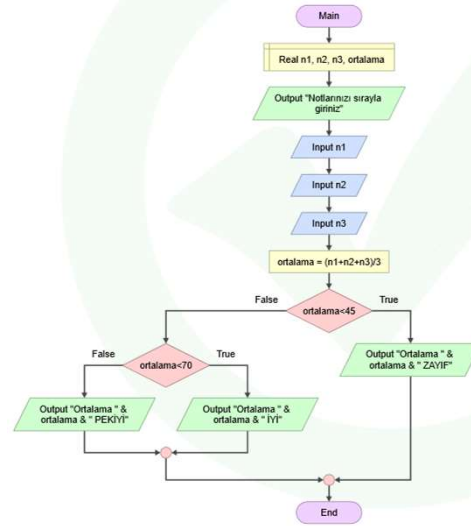 Main
Real n1, n2, n3, ortalama
Output "Notlarınızı sırayla
giriniz"
Input n1
Input n2
Input n3
ortalama = (n1+n2+n3)/3
False
True
ortalama<45
False
True
ortalama<70
Output "Ortalama " &
ortalama & " ZAYIF"
Output "Ortalama " &
ortalama & " PEKİYİ"
Output "Ortalama " &
ortalama & " İYİ"
End